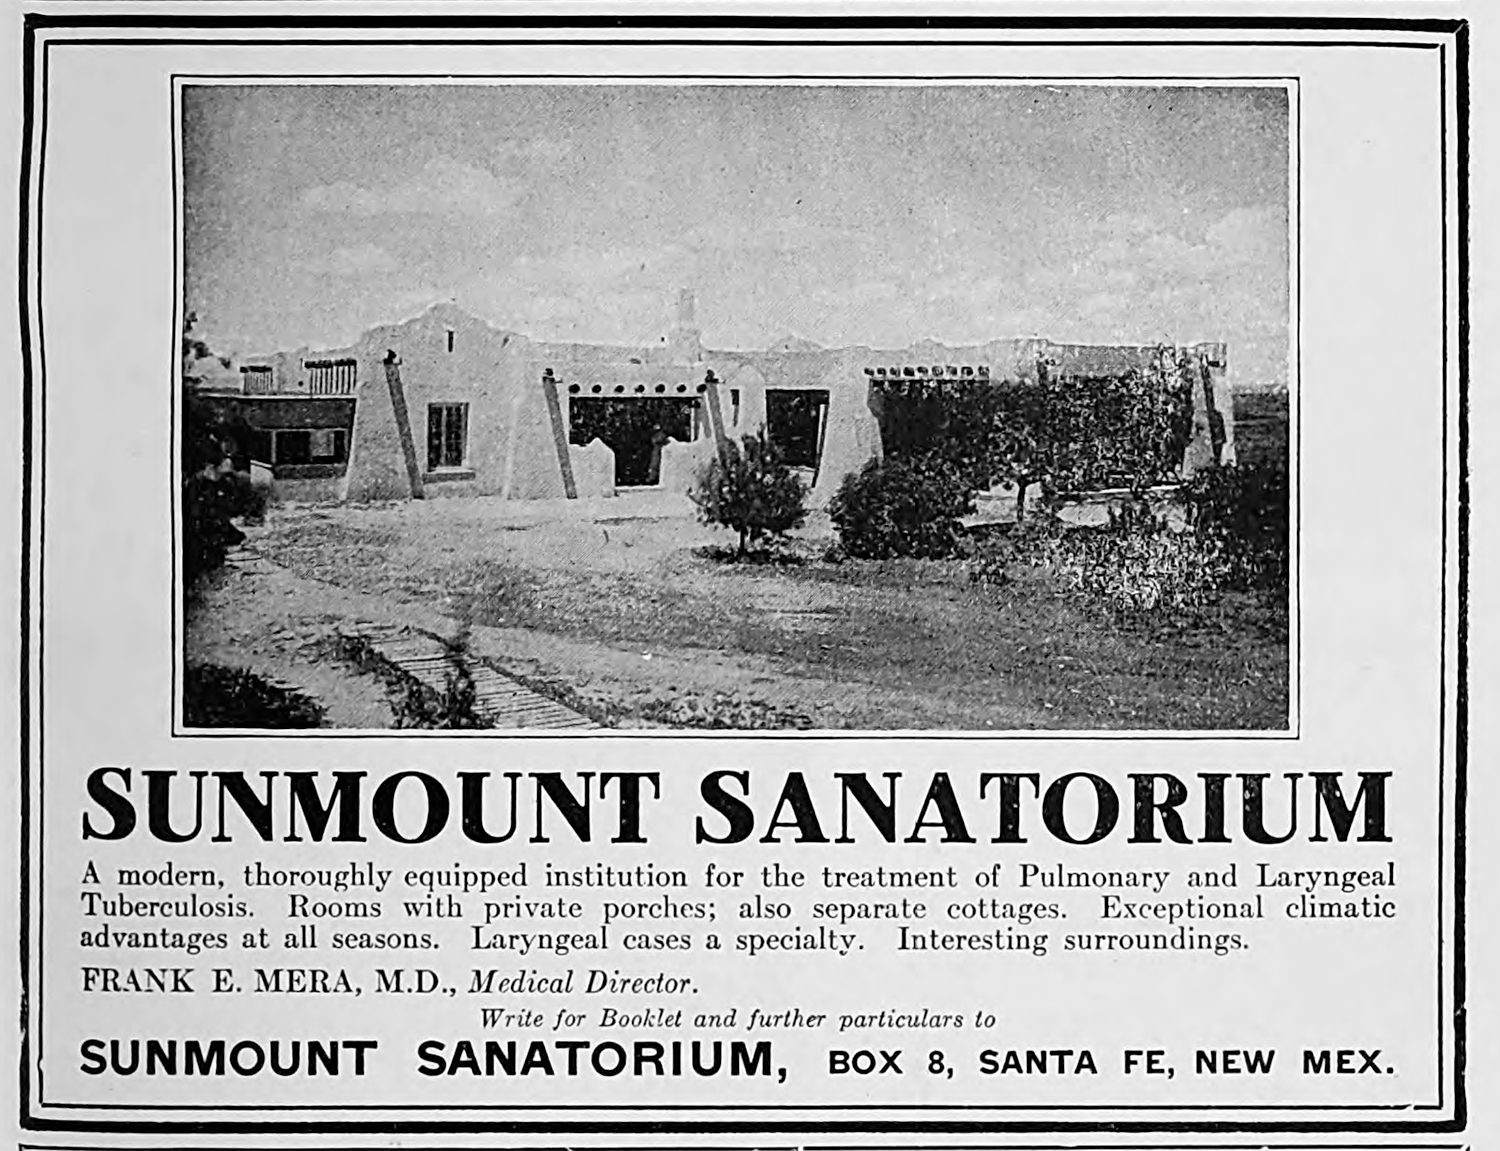 SUNMOUNT SANATORIUM
A modern, thoroughly equipped institution for the treatment of Pulmonary and Laryngeal
Tuberculosis. Rooms with private porches; also separate cottages. Exceptional climatic
advantages at all seasons. Laryngeal cases a specialty. Interesting surroundings.
FRANK E. MERA, M.D., Medical Director.
Write for Booklet and further particulars to
SUNMOUNT SANATORIUM, BOX 8, SANTA FE, NEW MEX.